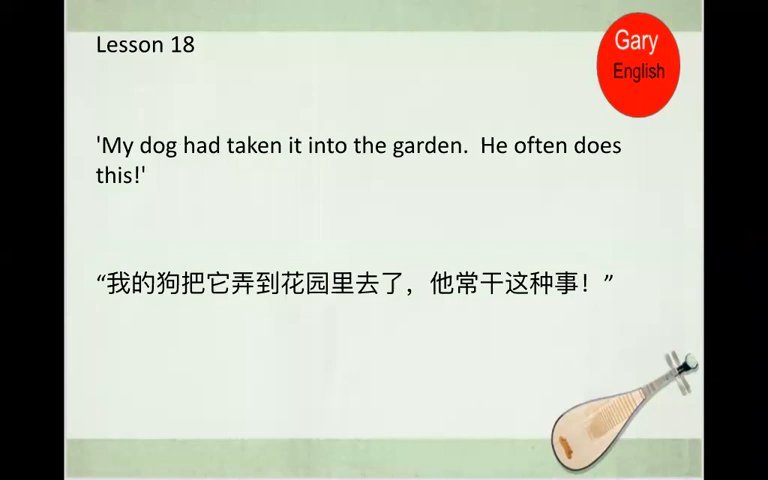 Lesson 18
Gary
English
'My dog had taken it into the garden.  He often does
this!'
“我的狗把它弄到花园里去了，他常干这种事！”